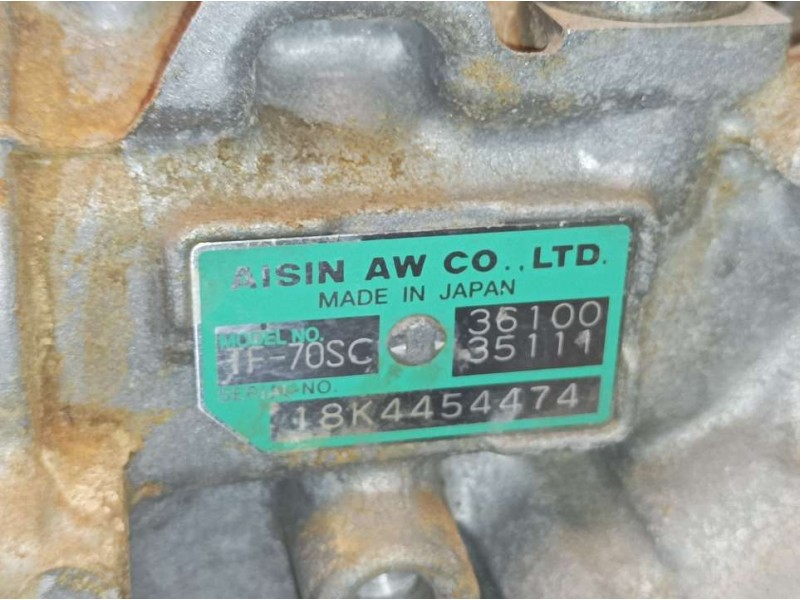 AISIN AW CO.,LTD.
MADE IN JAPAN
MODEL NO.
TF-70SC
36100
35111
SERIAL NO.
18K4454474